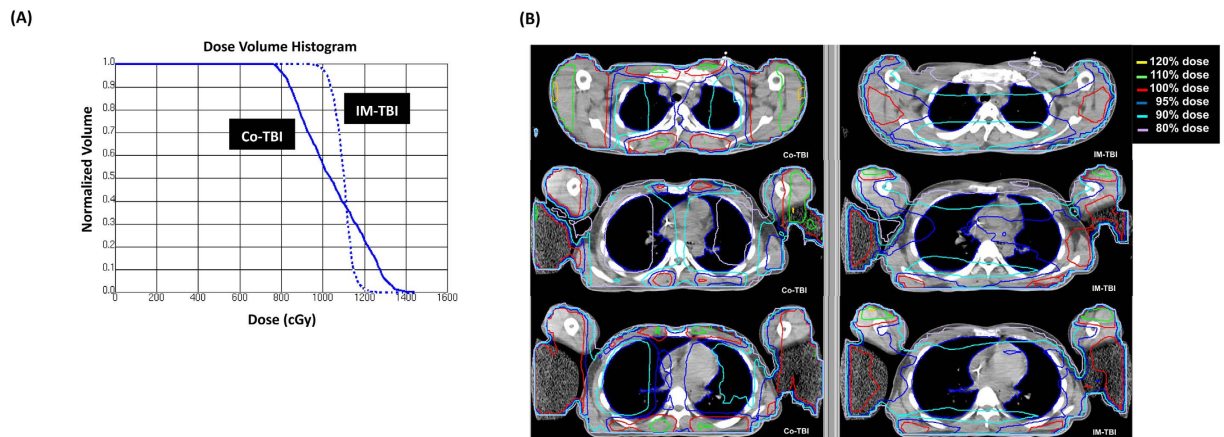 (A)
Dose Volume Histogram
Normalized Volume
1.0
0.9
0.8
0.7
0.6
0.5
0.4
0.3
0.2
0.1
0.0
Co-TBI
IM-TBI
0 200 400 600 800 1000 1200 1400 1600
Dose (cGy)
(B)
120% dose
110% dose
100% dose
95% dose
90% dose
80% dose
Co-TBI
IM-TBI
Co-TBI
IM-TBI
Co-TBI
IM-TBI